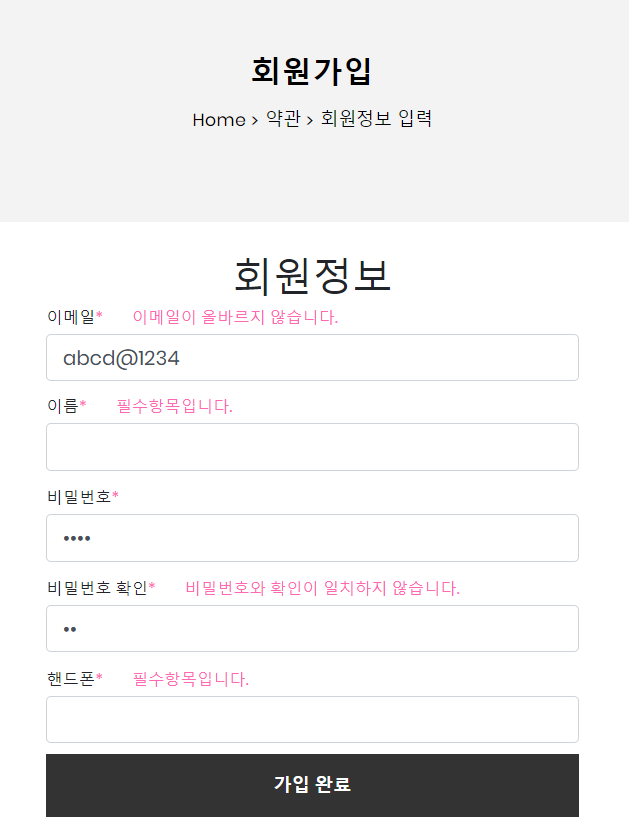 회원가입
Home > 약관 > 회원정보 입력
회원정보
이메일* 이메일이 올바르지 않습니다.
abcd@1234
이름* 필수항목입니다.
비밀번호*
••••
비밀번호 확인* 비밀번호와 확인이 일치하지 않습니다.
••
핸드폰* 필수항목입니다.
가입 완료